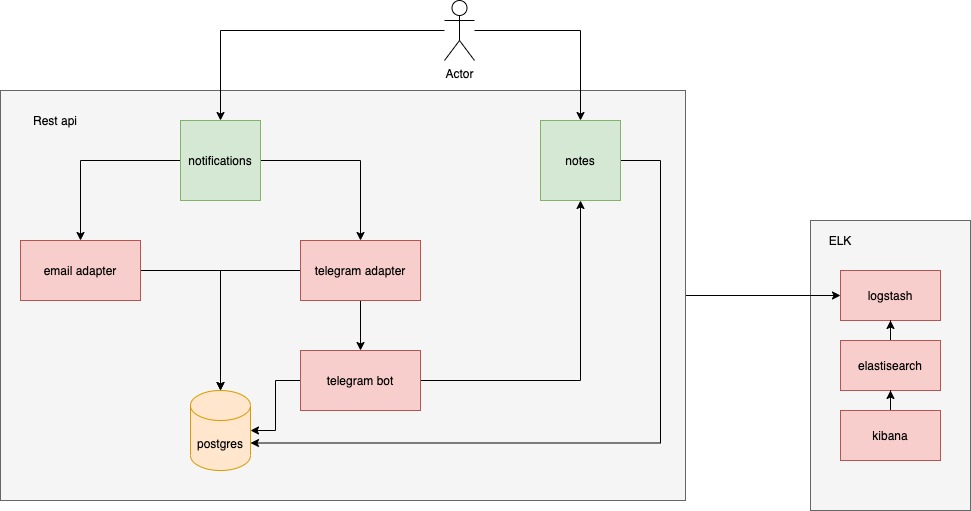 Actor
Rest api
notifications
notes
ELK
email adapter
telegram adapter
logstash
elastisearch
telegram bot
kibana
postgres